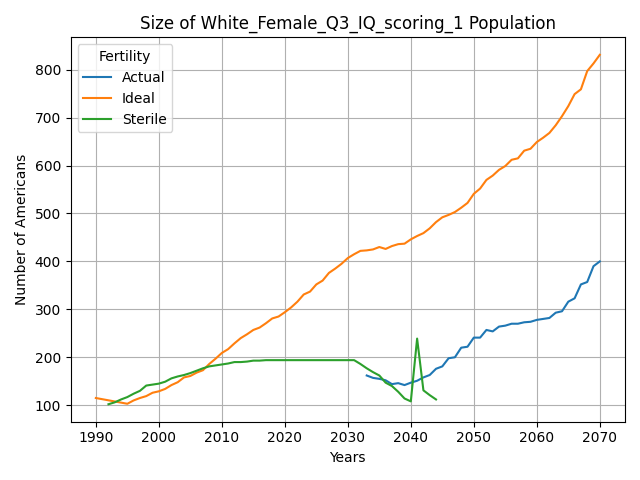 Size of White_Female_Q3_IQ_scoring_1 Population
Fertility
Actual
Ideal
Sterile
Number of Americans
800
700
600
500
400
300
200
100
1990 2000 2010 2020 2030 2040 2050 2060 2070
Years